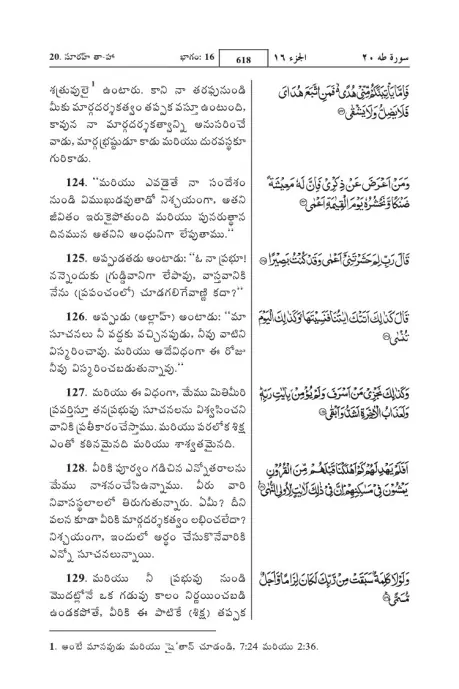 20. సూరహ్ తా-హా భాగం: 16 618 الجزء ١٦ سورة طه ٢٠
శత్రువులై¹ ఉంటారు. కాని నా తరఫునుండి
మీకు మార్గదర్శకత్వం తప్పక వస్తూ ఉంటుంది,
కావున నా మార్గదర్శకత్వాన్ని అనుసరించే
వాడు, మార్గభ్రష్టుడూ కాడు మరియు దురవస్థకూ
గురికాడు.
فَإِمَّا يَأْتِيَنَّكُمْ مِنِّي هُدًى فَمَنِ اتَّبَعَ هُدَايَ
فَلَا يَضِلُّ وَلَا يَشْقَى
124. "మరియు ఎవడైతే నా సందేశం
నుండి విముఖుడవుతాడో నిశ్చయంగా, అతని
జీవితం ఇరుకైపోతుంది మరియు పునరుత్థాన
దినమున అతనిని అంధునిగా లేపుతాము."
وَمَنْ أَعْرَضَ عَنْ ذِكْرِي فَإِنَّ لَهُ مَعِيشَةً
ضَنْكًا وَنَحْشُرُهُ يَوْمَ الْقِيَامَةِ أَعْمَى
125. అప్పుడతడు అంటాడు: "ఓ నా ప్రభూ!
నన్నెందుకు గ్రుడ్డివానిగా లేపావు, వాస్తవానికి
నేను (ప్రపంచంలో) చూడగలిగేవాణ్ణి కదా?"
قَالَ رَبِّ لِمَ حَشَرْتَنِي أَعْمَى وَقَدْ كُنْتُ بَصِيرًا
126. అప్పుడు (అల్లాహ్) అంటాడు: "మా
సూచనలు నీ వద్దకు వచ్చినపుడు, నీవు వాటిని
విస్మరించావు. మరియు అదేవిధంగా ఈ రోజు
నీవు విస్మరించబడుతున్నావు."
قَالَ كَذَلِكَ أَتَتْكَ آيَاتُنَا فَنَسِيتَهَا وَكَذَلِكَ الْيَوْمَ
تُنْسَى
127. మరియు ఈ విధంగా, మేము మితిమీరి
ప్రవర్తిస్తూ తనప్రభువు సూచనలను విశ్వసించని
వానికి ప్రతీకారంచేస్తాము. మరియు పరలోక శిక్ష
ఎంతో కఠినమైనది మరియు శాశ్వతమైనది.
وَكَذَلِكَ نَجْزِي مَنْ أَسْرَفَ وَلَمْ يُؤْمِنْ بِآيَاتِ رَبِّهِ
وَلَعَذَابُ الْآخِرَةِ أَشَدُّ وَأَبْقَى
128. వీరికి పూర్వం గడిచిన ఎన్నోతరాలను
మేము నాశనంచేసిఉన్నాము. వీరు వారి
నివాసస్థలాలలో తిరుగుతున్నారు. ఏమీ? దీని
వలన కూడా వీరికి మార్గదర్శకత్వం లభించలేదా?
నిశ్చయంగా, ఇందులో అర్థం చేసుకొనేవారికి
ఎన్నో సూచనలున్నాయి.
أَفَلَمْ يَهْدِ لَهُمْ كَمْ أَهْلَكْنَا قَبْلَهُمْ مِنَ الْقُرُونِ
يَمْشُونَ فِي مَسَاكِنِهِمْ إِنَّ فِي ذَلِكَ لَآيَاتٍ لِأُولِي النُّهَى
129. మరియు నీ ప్రభువు నుండి
మొదట్లోనే ఒక గడువు కాలం నిర్ణయించబడి
ఉండకపోతే, వీరికి ఈ పాటికే (శిక్ష) తప్పక
وَلَوْلَا كَلِمَةٌ سَبَقَتْ مِنْ رَبِّكَ لَكَانَ لِزَامًا وَأَجَلٌ
مُسَمًّى
1. అంటే మానవుడు మరియు షై'తాన్ చూడండి, 7:24 మరియు 2:36.